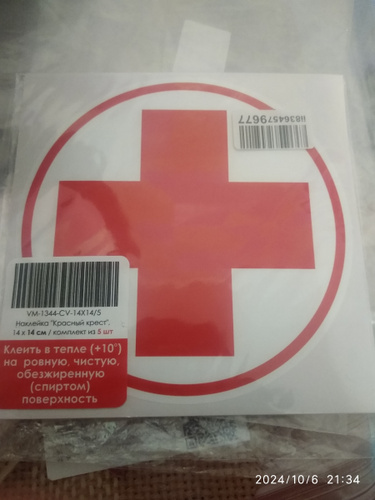 ii8364579677
VM-1344-CV-14X14/5
Наклейка "Красный крест".
14 х 14 см / комплект из 5 шт
Клеить в тепле (+10°)
на ровную, чистую,
обезжиренную
(спиртом)
поверхность
2024/10/6 21:34